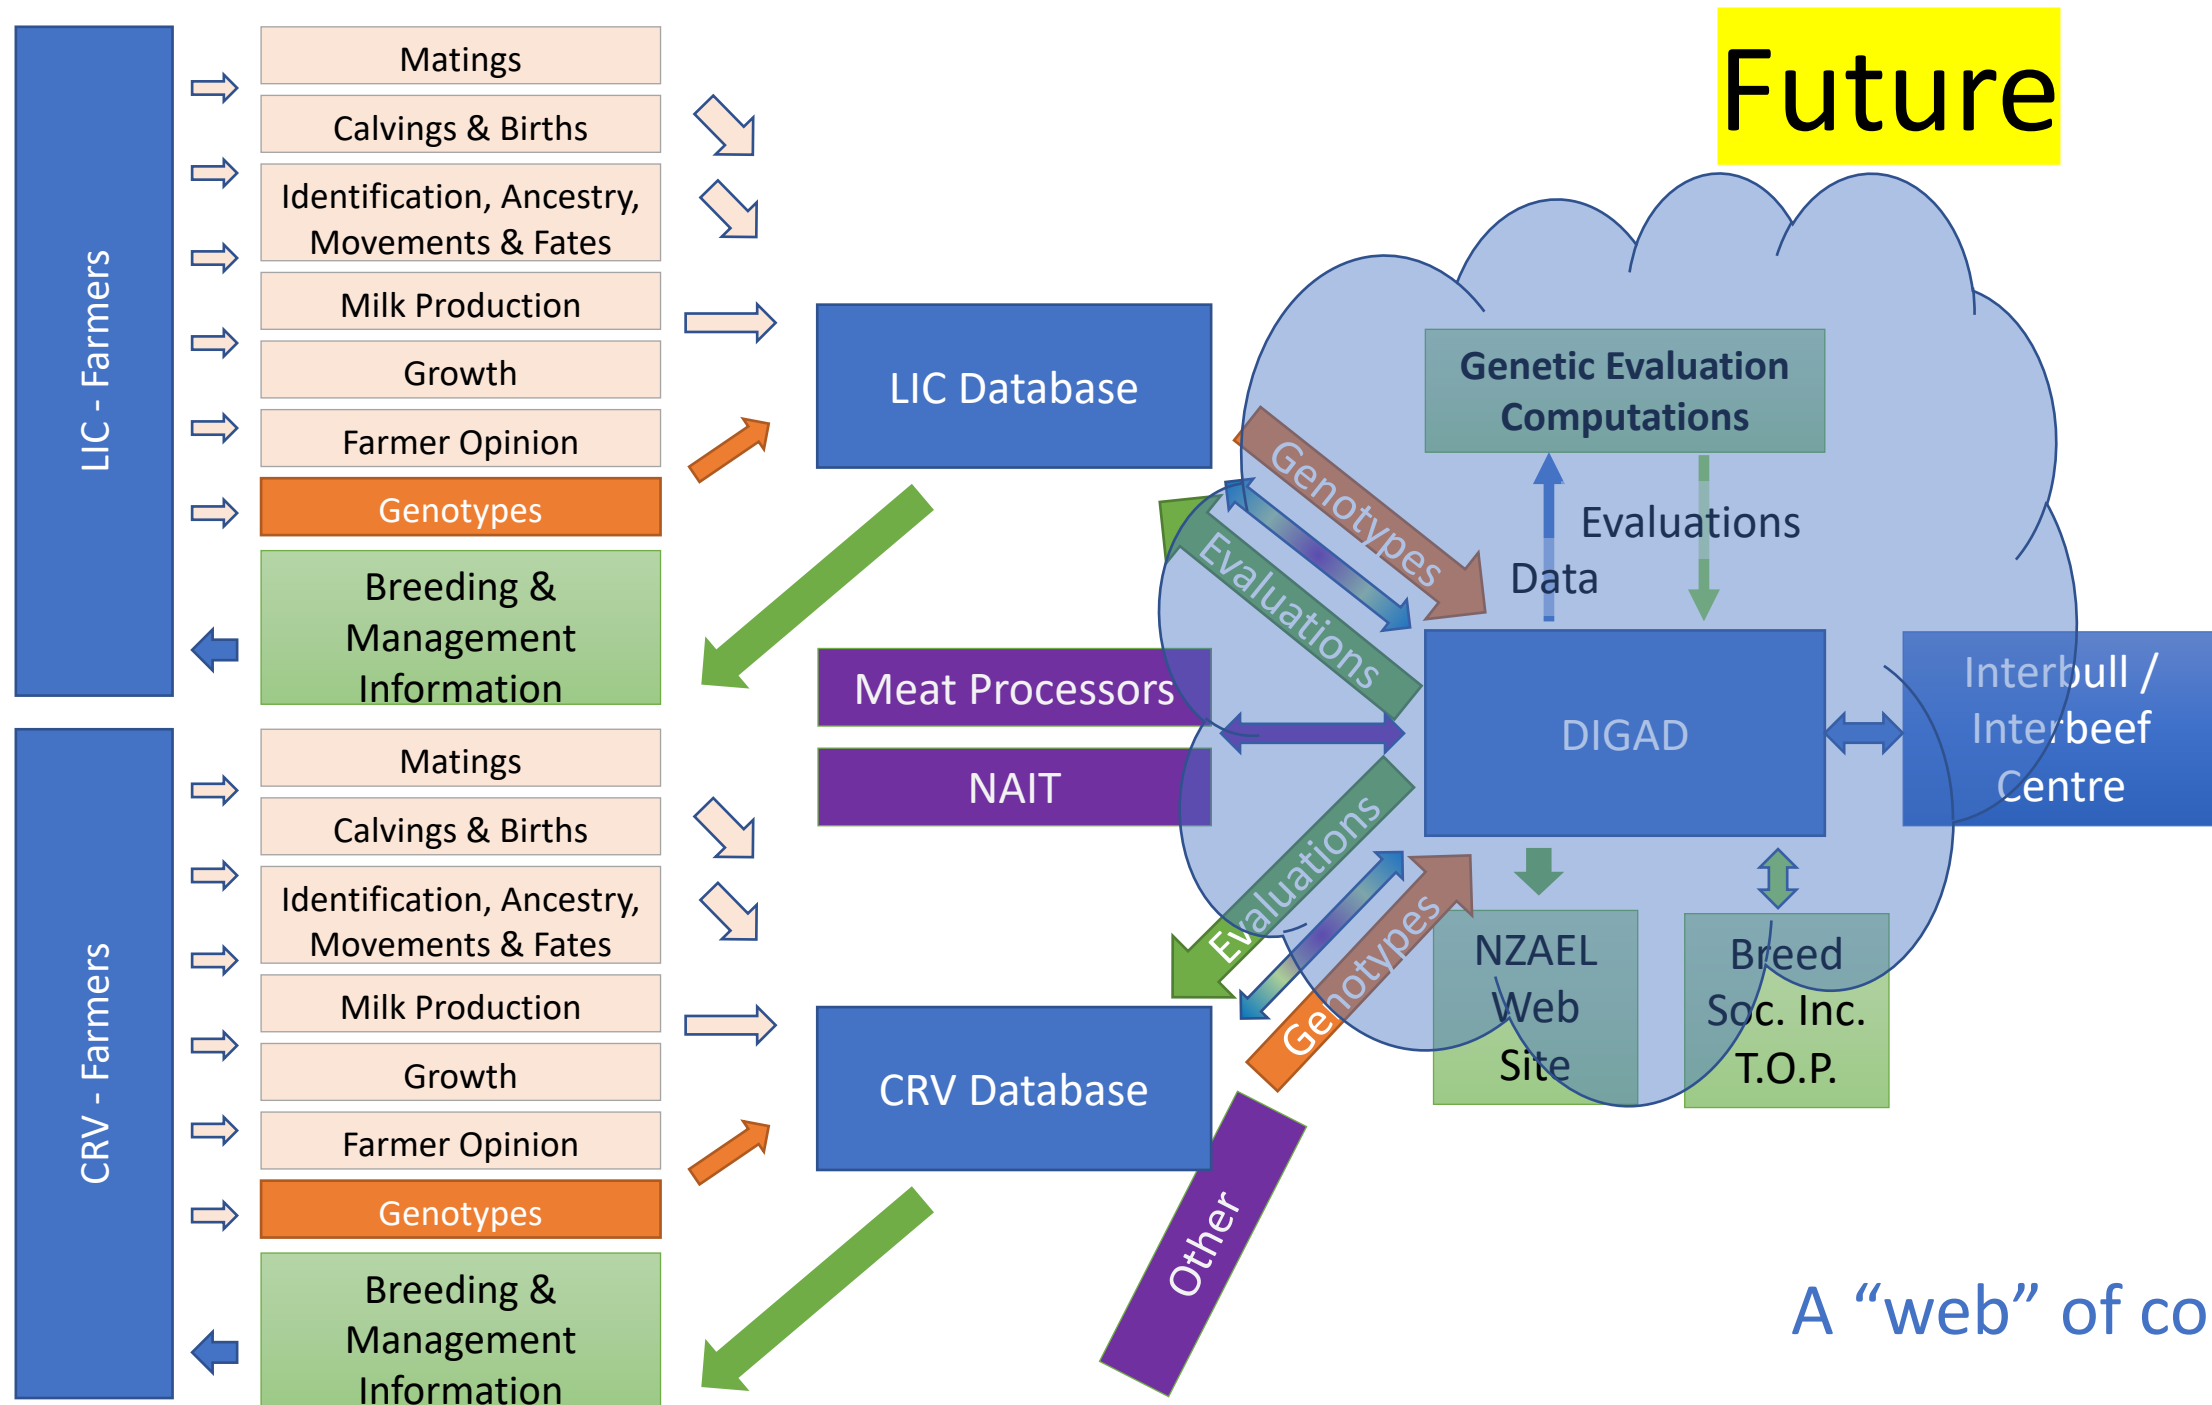 Future
LIC - Farmers
Matings
Calvings & Births
Identification, Ancestry,
Movements & Fates
Milk Production
Growth
Farmer Opinion
Genotypes
Breeding &
Management
Information
CRV - Farmers
Matings
Calvings & Births
Identification, Ancestry,
Movements & Fates
Milk Production
Growth
Farmer Opinion
Genotypes
Breeding &
Management
Information
LIC Database
Meat Processors
NAIT
CRV Database
Other
Genotypes
Evaluations
Evaluations
Genotypes
Genetic Evaluation
Computations
Evaluations
Data
DIGAD
Interbull /
Interbeef
Centre
NZAEL
Web
Site
Breed
Soc. Inc.
T.O.P.
A “web” of co